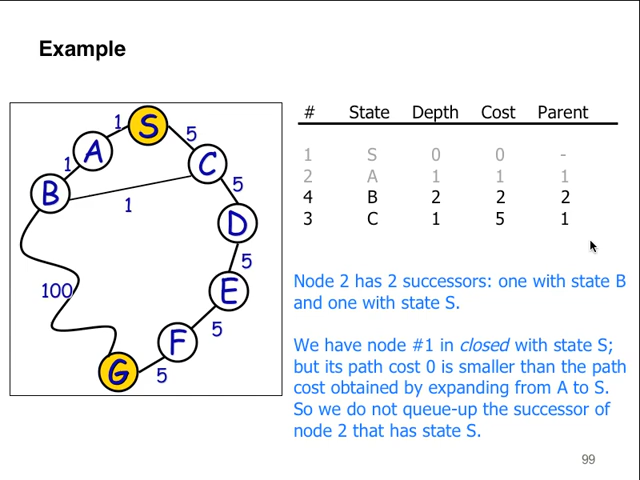 Example
# State Depth Cost Parent
1 S 0 0 -
2 A 1 1 1
4 B 2 2 2
3 C 1 5 1
S
1
5
A
C
1
B
1
5
D
5
E
100
5
F
G
5
Node 2 has 2 successors: one with state B
and one with state S.
We have node #1 in closed with state S;
but its path cost 0 is smaller than the path
cost obtained by expanding from A to S.
So we do not queue-up the successor of
node 2 that has state S.
99